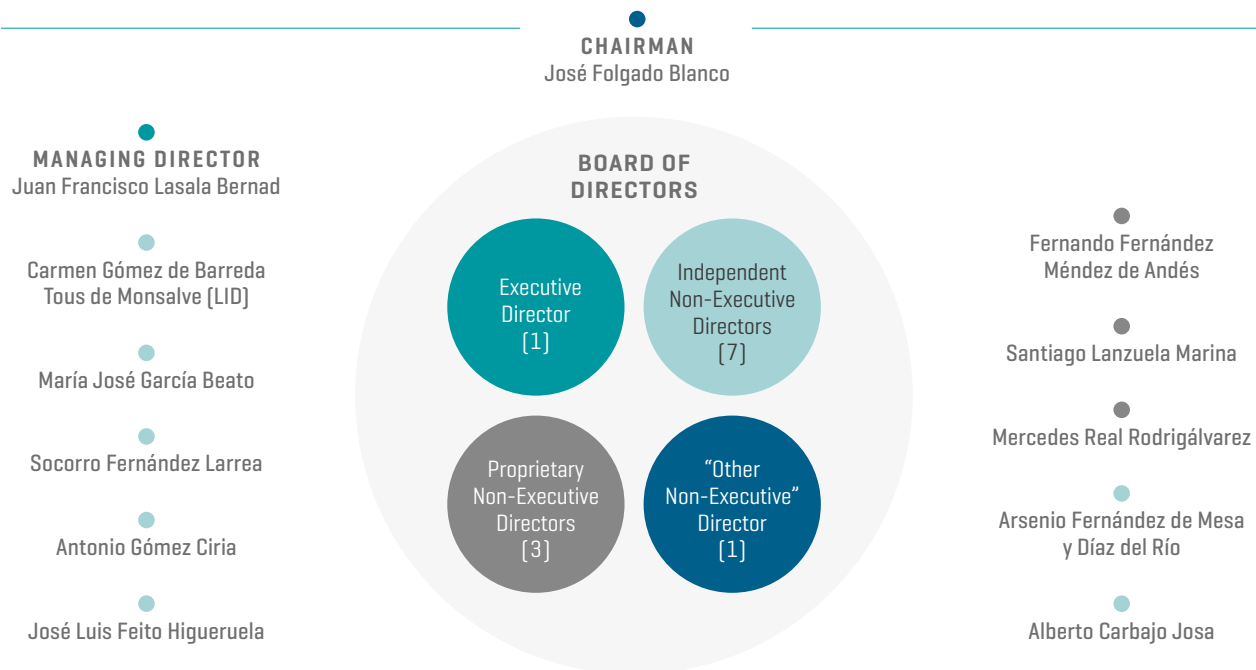 CHAIRMAN
José Folgado Blanco
MANAGING DIRECTOR
Juan Francisco Lasala Bernad
Carmen Gómez de Barreda
Tous de Monsalve (LID)
María José García Beato
Socorro Fernández Larrea
Antonio Gómez Ciria
José Luis Feito Higueruela
BOARD OF
DIRECTORS
Executive
Director
(1)
Independent
Non-Executive
Directors
(7)
Proprietary
Non-Executive
Directors
(3)
"Other
Non-Executive"
Director
(1)
Fernando Fernández
Méndez de Andés
Santiago Lanzuela Marina
Mercedes Real Rodrigálvarez
Arsenio Fernández de Mesa
y Díaz del Río
Alberto Carbajo Josa